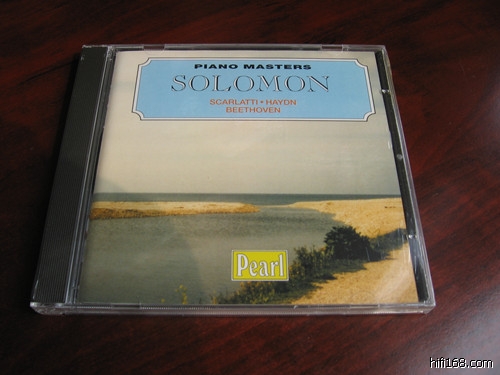 PIANO MASTERS
SOLOMON
SCARLATTI • HAYDN
BEETHOVEN
Pearl
hifi168.com